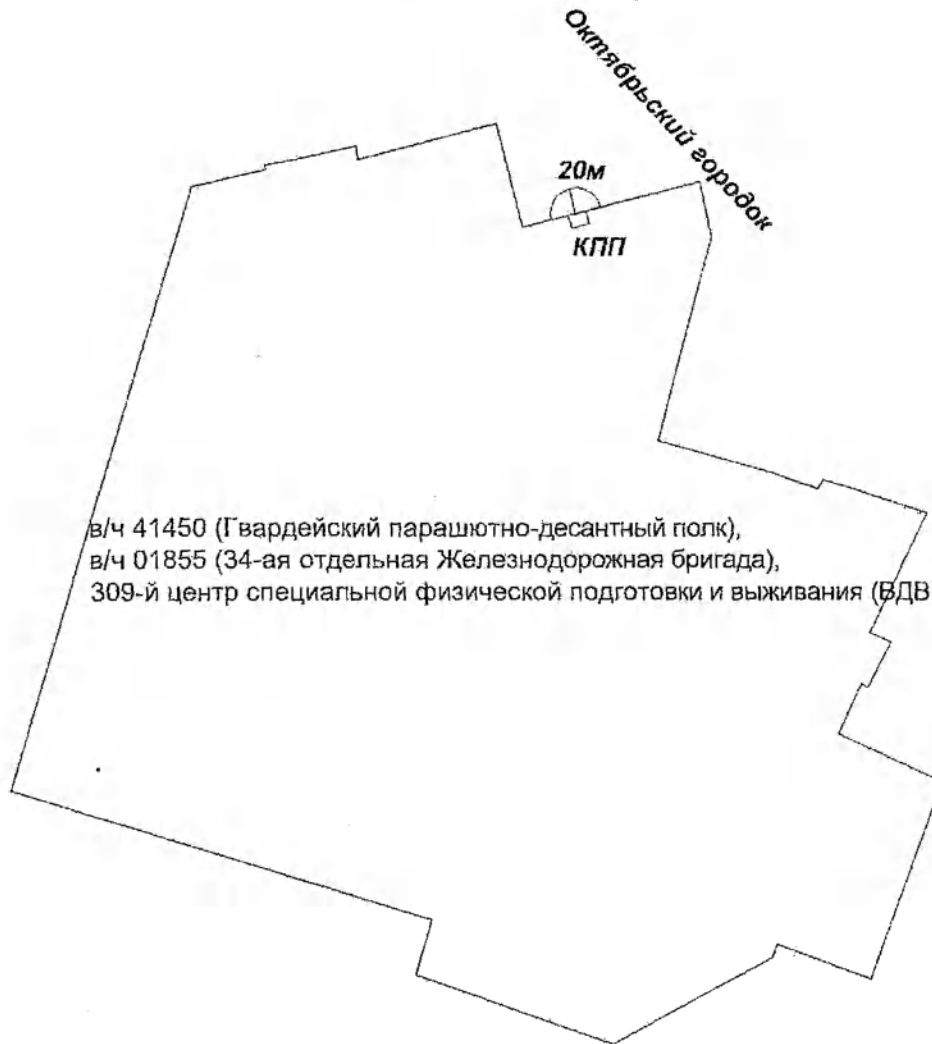 Октябрьский городок
20м
КПП
в/ч 41450 (Гвардейский парашютно-десантный полк),
в/ч 01855 (34-ая отдельная Железнодорожная бригада),
309-й центр специальной физической подготовки и выживания (ВДВ